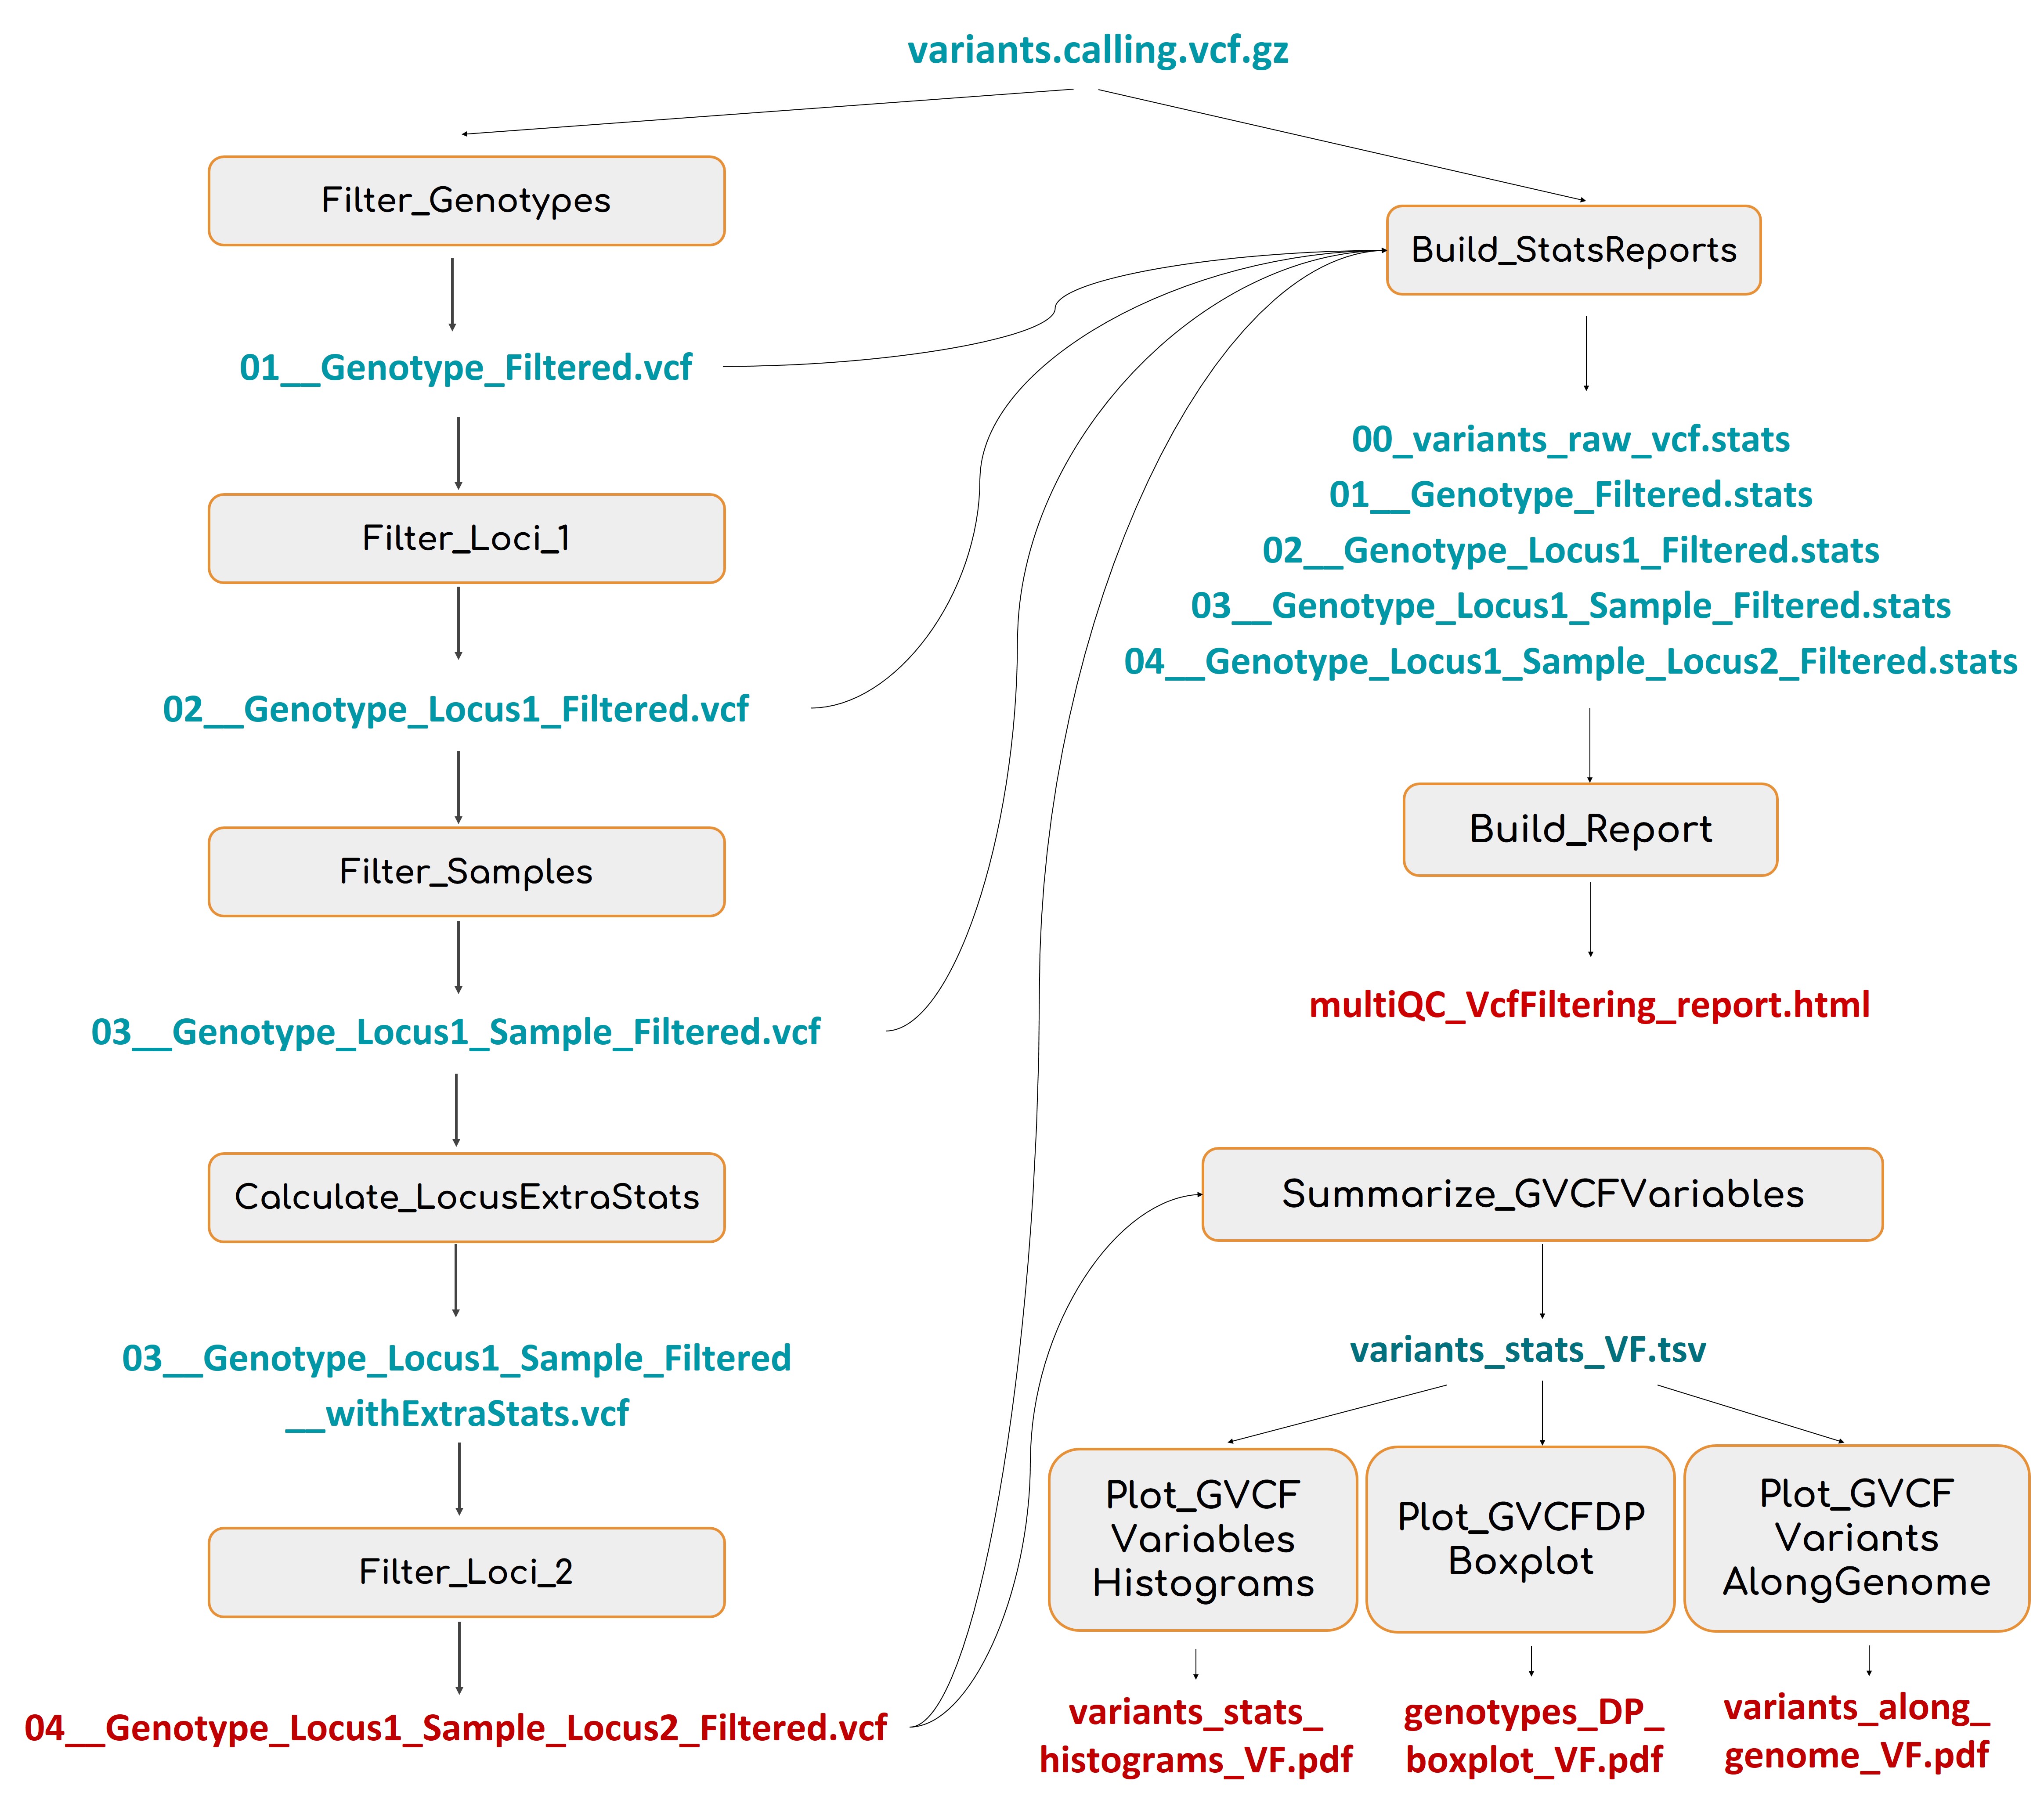 variants.calling.vcf.gz
Filter_Genotypes
01__Genotype_Filtered.vcf
Filter_Loci_1
02__Genotype_Locus1_Filtered.vcf
Filter_Samples
03__Genotype_Locus1_Sample_Filtered.vcf
Calculate_LocusExtraStats
03__Genotype_Locus1_Sample_Filtered
__withExtraStats.vcf
Filter_Loci_2
04__Genotype_Locus1_Sample_Locus2_Filtered.vcf
Build_StatsReports
00_variants_raw_vcf.stats
01__Genotype_Filtered.stats
02__Genotype_Locus1_Filtered.stats
03__Genotype_Locus1_Sample_Filtered.stats
04__Genotype_Locus1_Sample_Locus2_Filtered.stats
Build_Report
multiQC_VcfFiltering_report.html
Summarize_GVCFVariables
variants_stats_VF.tsv
Plot_GVCF
Variables
Histograms
Plot_GVCFDP
Boxplot
Plot_GVCF
Variants
AlongGenome
variants_stats_
histograms_VF.pdf
genotypes_DP_
boxplot_VF.pdf
variants_along_
genome_VF.pdf